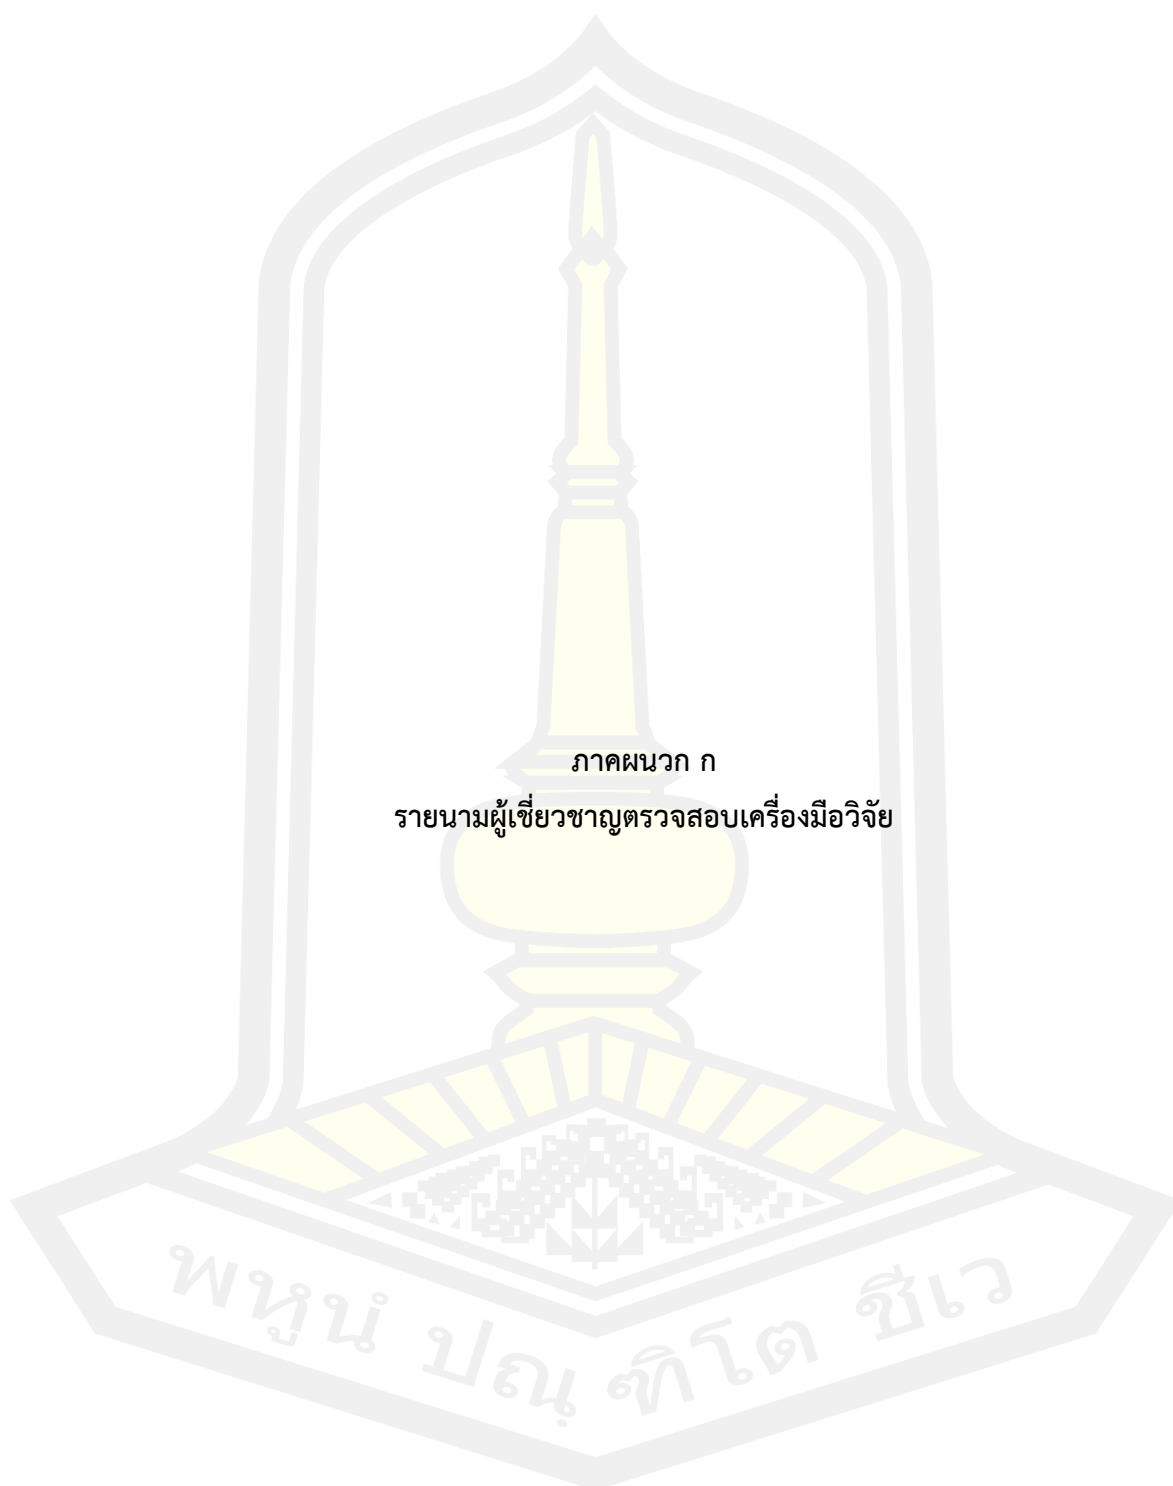 ภาคผนวก ก
รายนามผู้เชี่ยวชาญตรวจสอบเครื่องมือวิจัย
พหูนํ ปณฺฑิโต ชีเว